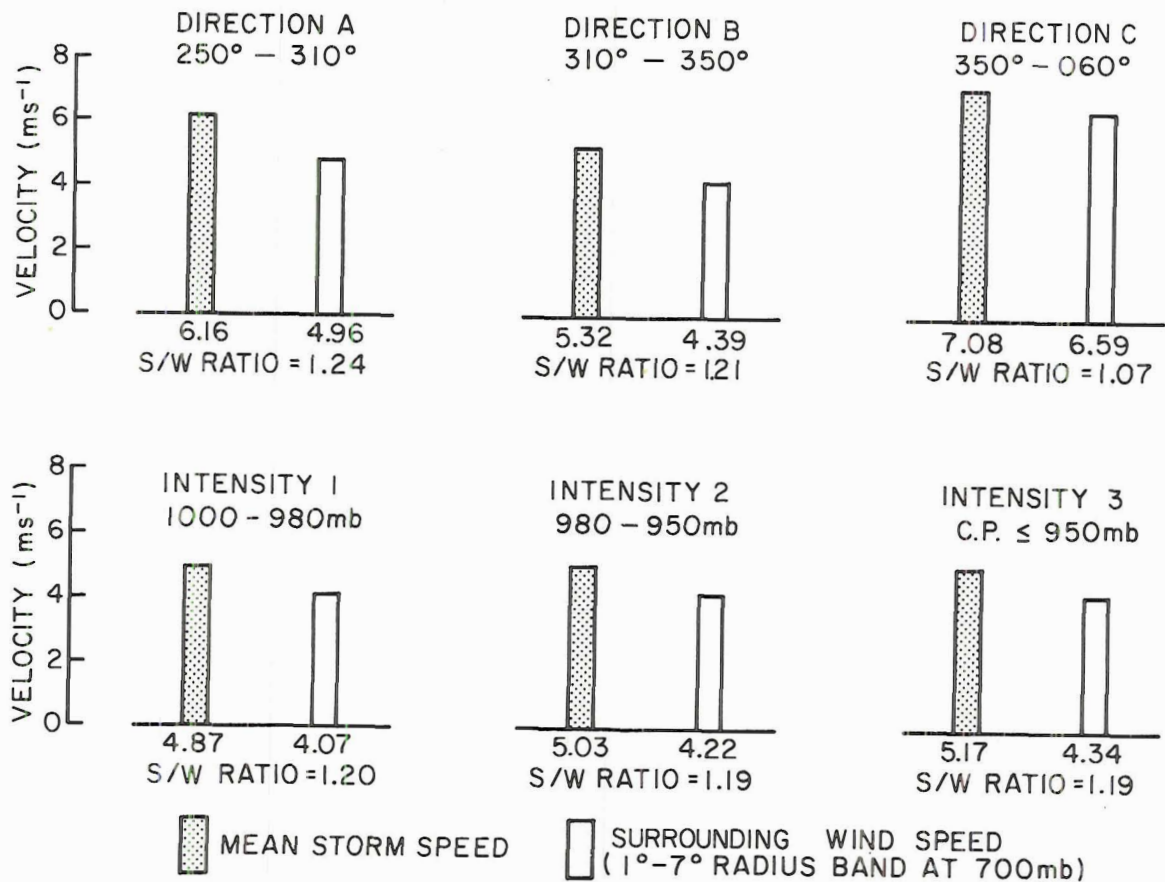 DIRECTION A
250° – 310°
DIRECTION B
310° – 350°
DIRECTION C
350° – 060°
VELOCITY (ms⁻¹)
8
6
4
2
0
6.16 4.96
S/W RATIO = 1.24
5.32 4.39
S/W RATIO = 1.21
7.08 6.59
S/W RATIO = 1.07
INTENSITY 1
1000 – 980mb
INTENSITY 2
980 – 950mb
INTENSITY 3
C.P. ≤ 950mb
VELOCITY (ms⁻¹)
8
6
4
2
0
4.87 4.07
S/W RATIO = 1.20
5.03 4.22
S/W RATIO = 1.19
5.17 4.34
S/W RATIO = 1.19
MEAN STORM SPEED
SURROUNDING WIND SPEED
(1°–7° RADIUS BAND AT 700mb)